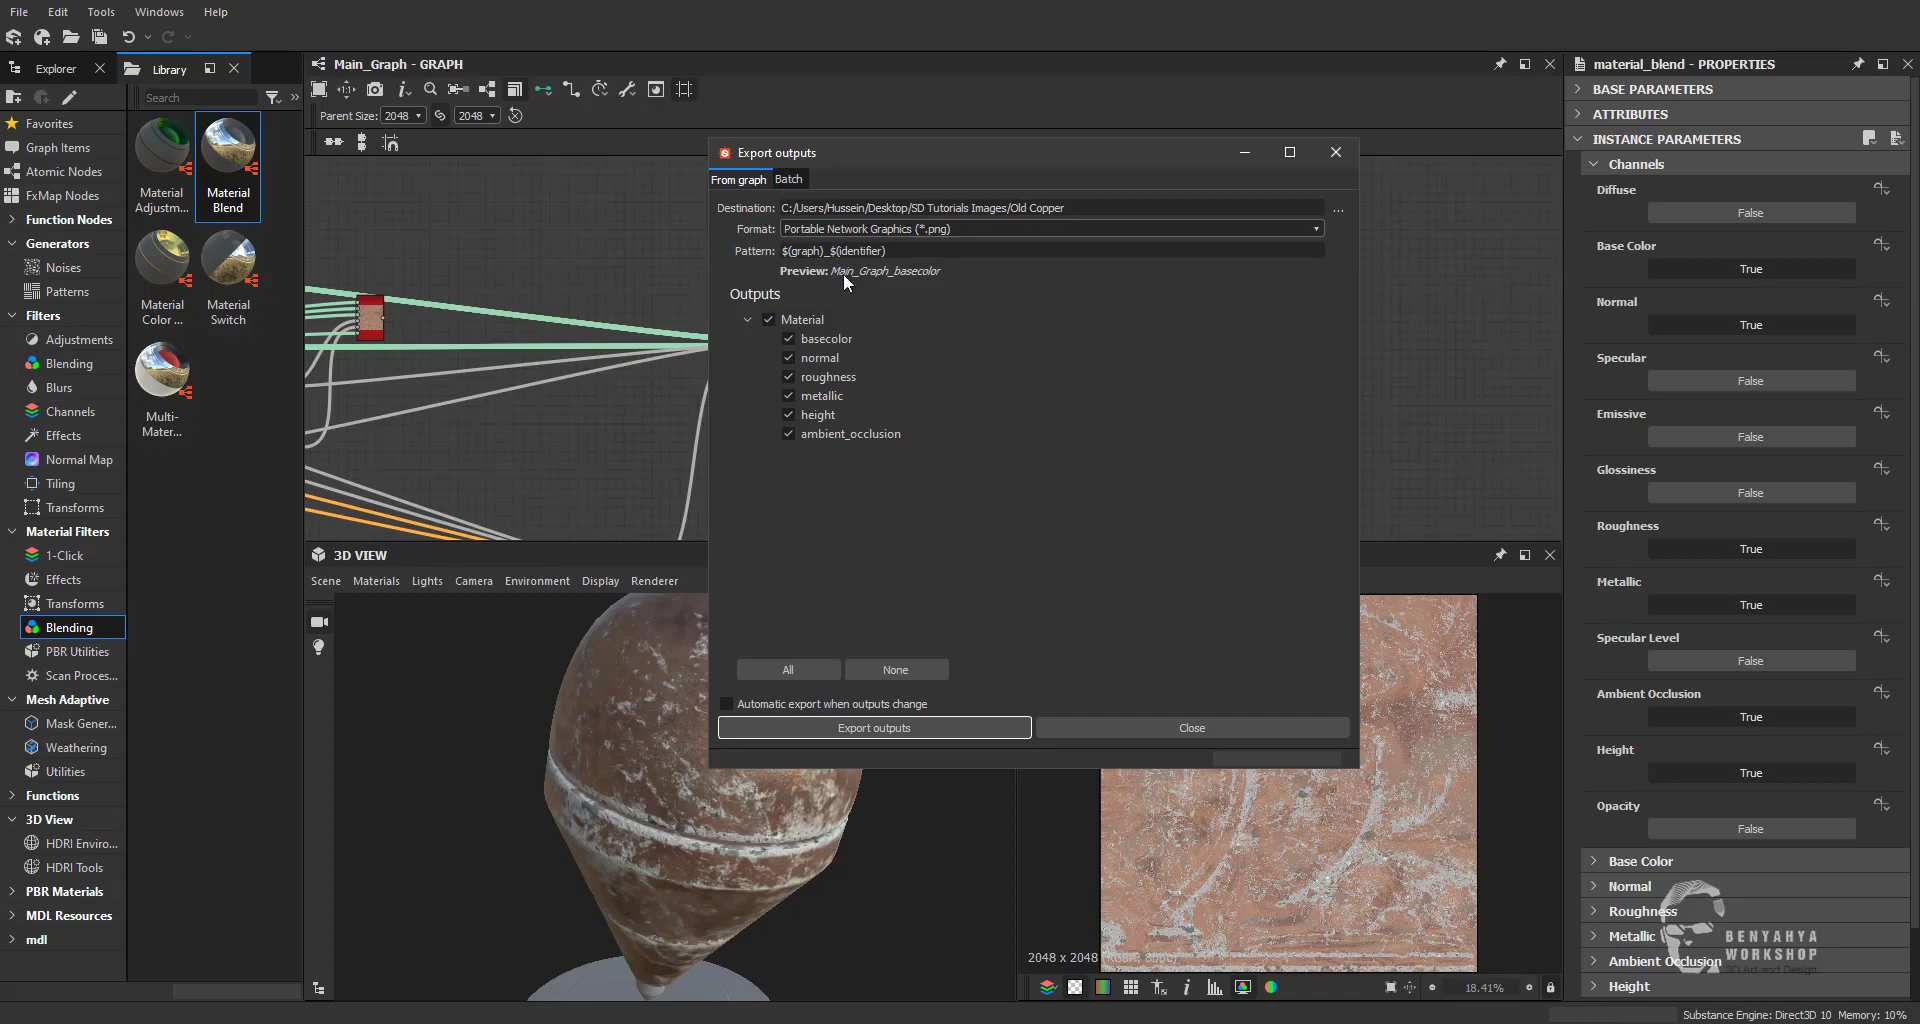 File Edit Tools Windows Help
Explorer
Library
Search
Favorites
Graph Items
Atomic Nodes
FxMap Nodes
Function Nodes
Generators
Noises
Patterns
Filters
Adjustments
Blending
Blurs
Channels
Effects
Normal Map
Tiling
Transforms
Material Filters
1-Click
Effects
Transforms
Blending
PBR Utilities
Scan Proces...
Mesh Adaptive
Mask Gener...
Weathering
Utilities
Functions
3D View
HDRI Enviro...
HDRI Tools
PBR Materials
MDL Resources
mdl
Material
Adjustm...
Material
Blend
Material
Color ...
Material
Switch
Multi-
Mater...
Main_Graph - GRAPH
Parent Size: 2048
2048
Export outputs
From graph Batch
Destination: C:/Users/Hussein/Desktop/SD Tutorials Images/Old Copper ...
Format: Portable Network Graphics (*.png)
Pattern: $(graph)_$(identifier)
Preview: Main_Graph_basecolor
Outputs
Material
basecolor
normal
roughness
metallic
height
ambient_occlusion
All
None
Automatic export when outputs change
Export outputs
Close
3D VIEW
Scene Materials Lights Camera Environment Display Renderer
2048 x 2048 (RGBA, 8bpc)
18.41%
material_blend - PROPERTIES
BASE PARAMETERS
ATTRIBUTES
INSTANCE PARAMETERS
Channels
Diffuse
False
Base Color
True
Normal
True
Specular
False
Emissive
False
Glossiness
False
Roughness
True
Metallic
True
Specular Level
False
Ambient Occlusion
True
Height
True
Opacity
False
Base Color
Normal
Roughness
Metallic
Ambient Occlusion
Height
BENYAHYA
WORKSHOP
3D Art and Design
Substance Engine: Direct3D 10 Memory: 10%